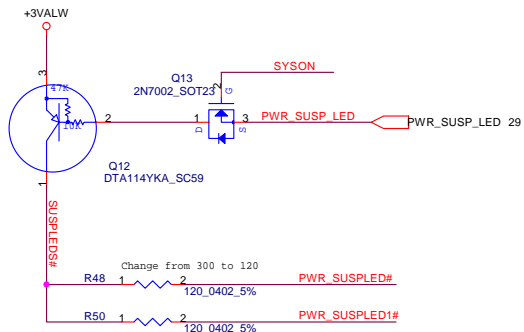 +3VALW
3
47K
10K
2
Q12
DTA114YKA_SC59
1
SUSPLEDS#
Q13
2N7002_SOT23
SYSON
2
G
1
D
3
S
PWR_SUSP_LED
PWR_SUSP_LED 29
Change from 300 to 120
R48
1
2
120_0402_5%
PWR_SUSPLED#
R50
1
2
120_0402_5%
PWR_SUSPLED1#